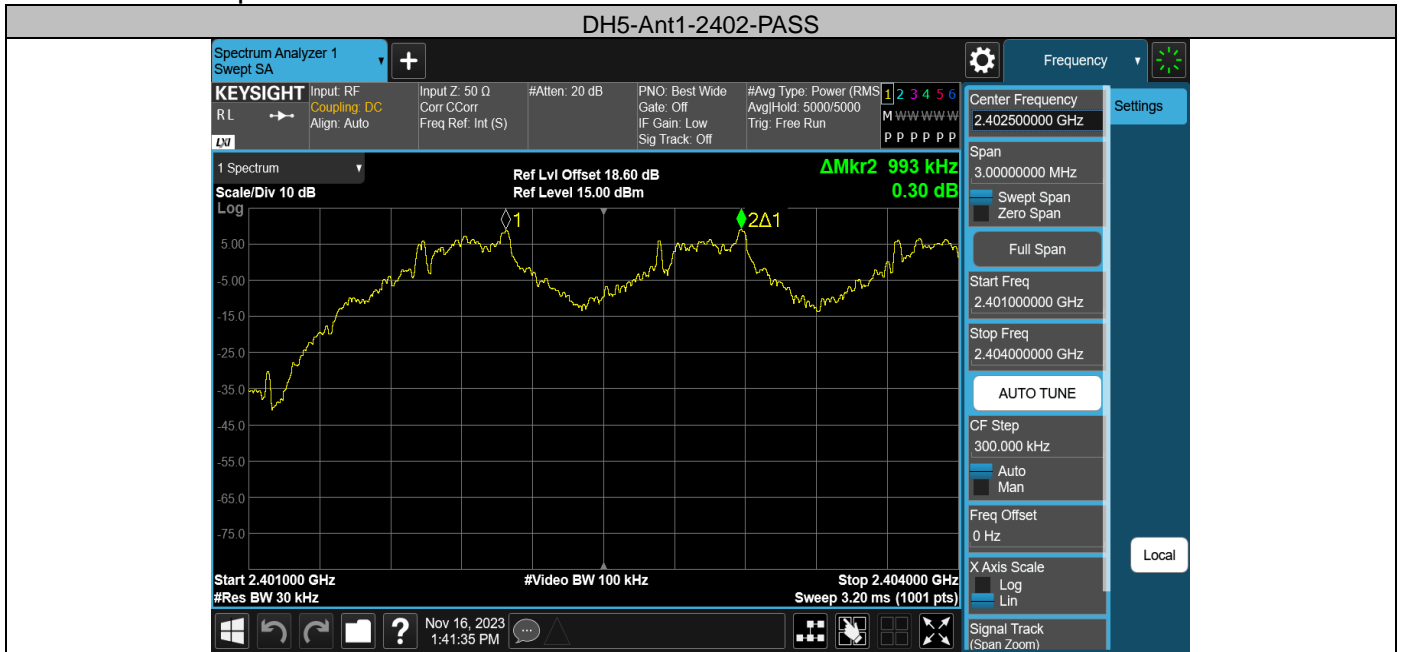 DH5-Ant1-2402-PASS
Spectrum Analyzer 1
Swept SA
Frequency
KEYSIGHT
R L
LXI
Input: RF
Coupling: DC
Align: Auto
Input Z: 50 Ω
Corr CCorr
Freq Ref: Int (S)
#Atten: 20 dB
PNO: Best Wide
Gate: Off
IF Gain: Low
Sig Track: Off
#Avg Type: Power (RMS
Avg|Hold: 5000/5000
Trig: Free Run
1 2 3 4 5 6
M W W W W W
P P P P P P
1 Spectrum
Scale/Div 10 dB
Ref Lvl Offset 18.60 dB
Ref Level 15.00 dBm
ΔMkr2 993 kHz
0.30 dB
Log
1
2Δ1
5.00
-5.00
-15.0
-25.0
-35.0
-45.0
-55.0
-65.0
-75.0
Start 2.401000 GHz
#Video BW 100 kHz
Stop 2.404000 GHz
#Res BW 30 kHz
Sweep 3.20 ms (1001 pts)
?
Nov 16, 2023
1:41:35 PM
Center Frequency
2.402500000 GHz
Settings
Span
3.00000000 MHz
Swept Span
Zero Span
Full Span
Start Freq
2.401000000 GHz
Stop Freq
2.404000000 GHz
AUTO TUNE
CF Step
300.000 kHz
Auto
Man
Freq Offset
0 Hz
X Axis Scale
Log
Lin
Signal Track
(Span Zoom)
Local